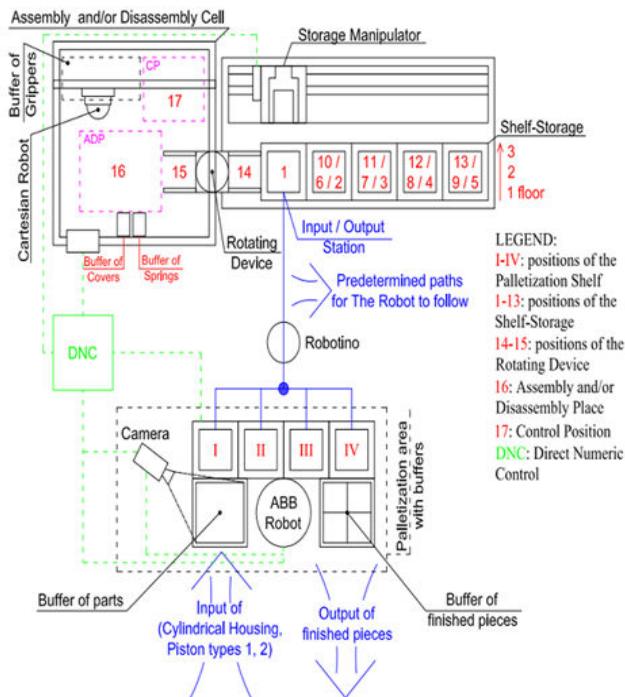 Assembly and/or Disassembly Cell
Storage Manipulator
Buffer of
Grippers
CP
17
Cartesian Robot
ADP
16
15
14
1
10 /
6 / 2
11 /
7 / 3
12 /
8 / 4
13 /
9 / 5
Shelf-Storage
3
2
1 floor
Input / Output
Station
Rotating
Device
Buffer of
Covers
Buffer of
Springs
Predetermined paths
for The Robot to follow
LEGEND:
I-IV: positions of the
Palletization Shelf
1-13: positions of the
Shelf-Storage
14-15: positions of the
Rotating Device
16: Assembly and/or
Disassembly Place
17: Control Position
DNC: Direct Numeric
Control
DNC
Robotino
Camera
I
II
III
IV
ABB
Robot
Palletization area
with buffers
Buffer of parts
Input of
(Cylindrical Housing,
Piston types 1, 2)
Output of
finished pieces
Buffer of
finished pieces